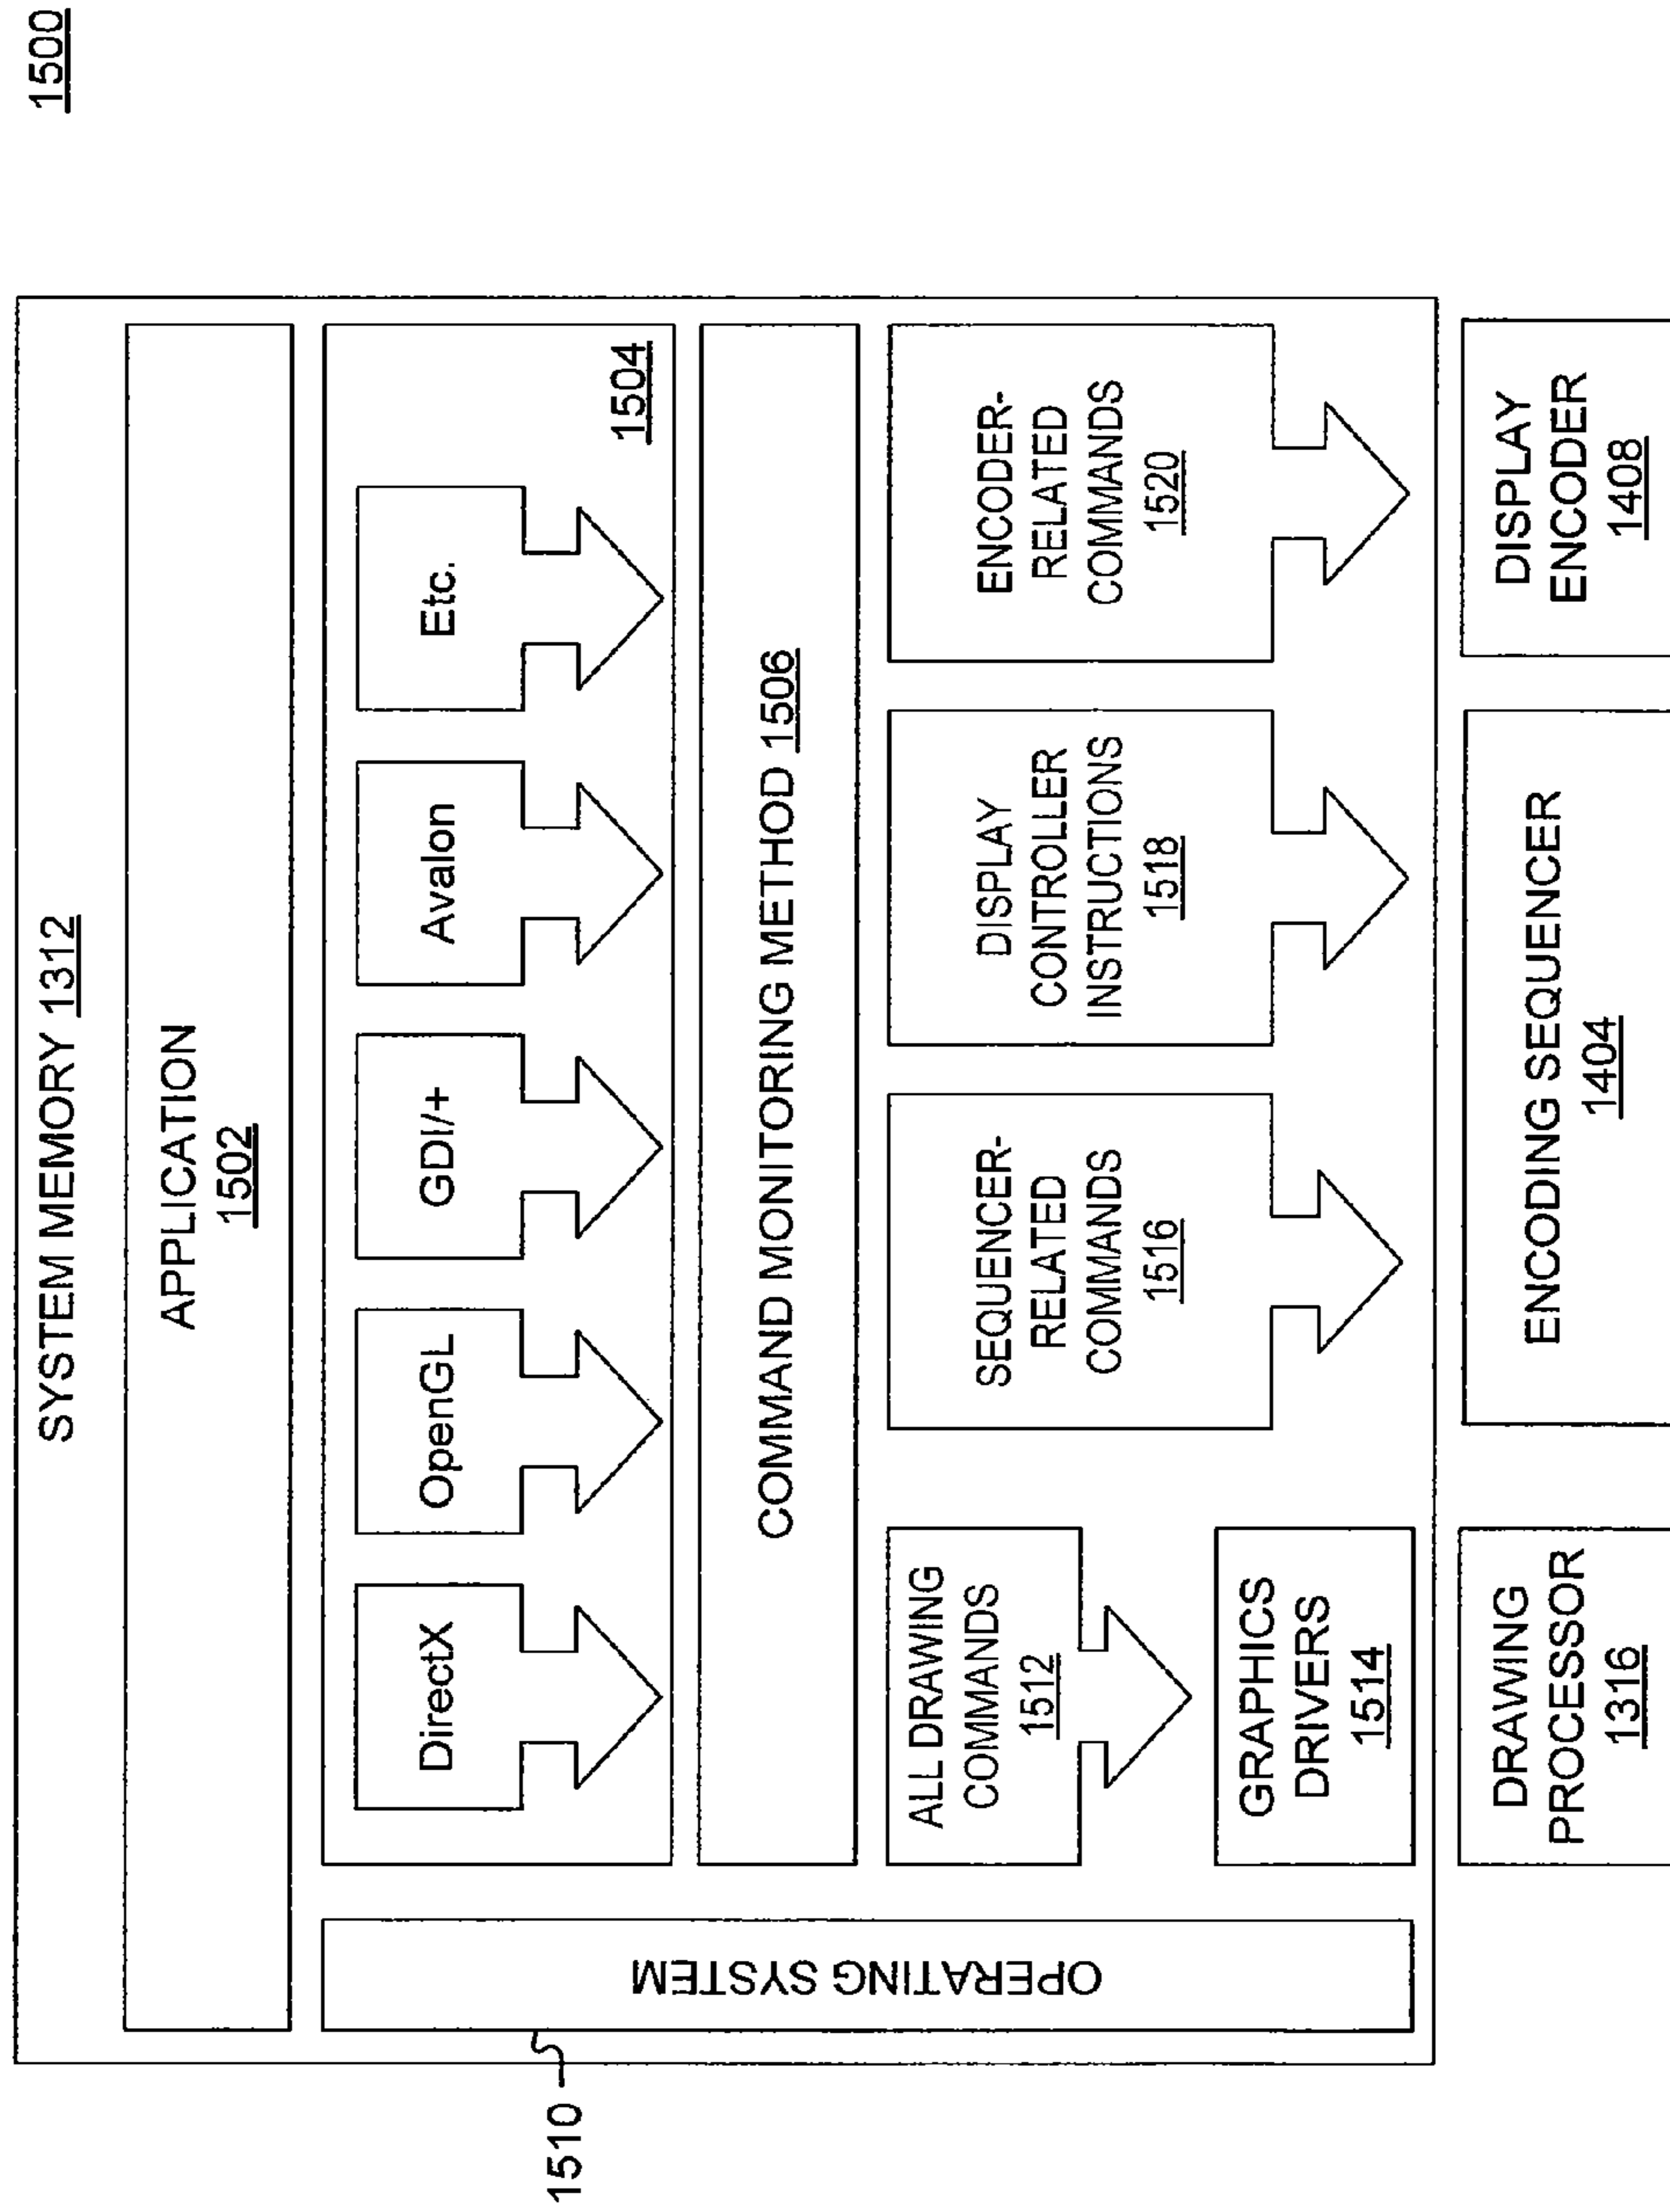 1500
SYSTEM MEMORY 1312
APPLICATION
1502
DirectX
OpenGL
GDI/+
Avalon
Etc.
1504
COMMAND MONITORING METHOD 1506
ALL DRAWING
COMMANDS
1512
SEQUENCER-
RELATED
COMMANDS
1516
DISPLAY
CONTROLLER
INSTRUCTIONS
1518
ENCODER-
RELATED
COMMANDS
1520
GRAPHICS
DRIVERS
1514
OPERATING SYSTEM
1510
DRAWING
PROCESSOR
1316
ENCODING SEQUENCER
1404
DISPLAY
ENCODER
1408